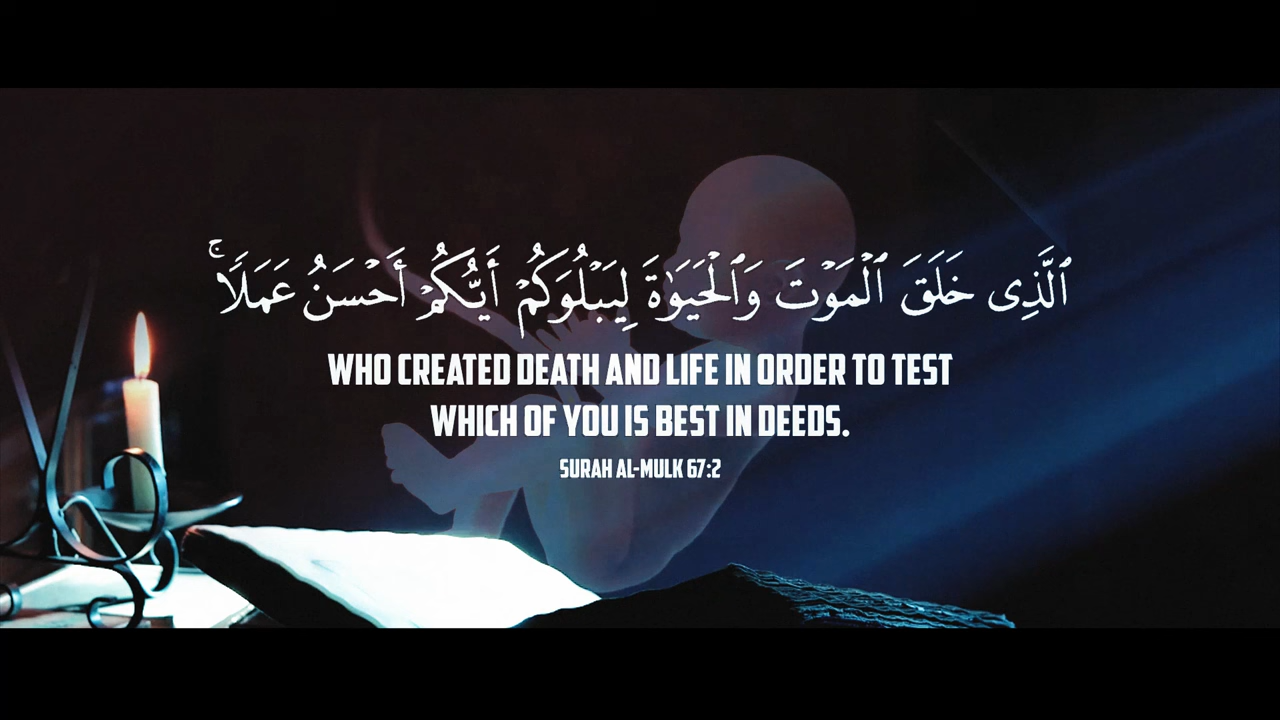 ٱلَّذِى خَلَقَ ٱلْمَوْتَ وَٱلْحَيَوٰةَ لِيَبْلُوَكُمْ أَيُّكُمْ أَحْسَنُ عَمَلًاۚ
WHO CREATED DEATH AND LIFE IN ORDER TO TEST
WHICH OF YOU IS BEST IN DEEDS.
SURAH AL-MULK 67:2